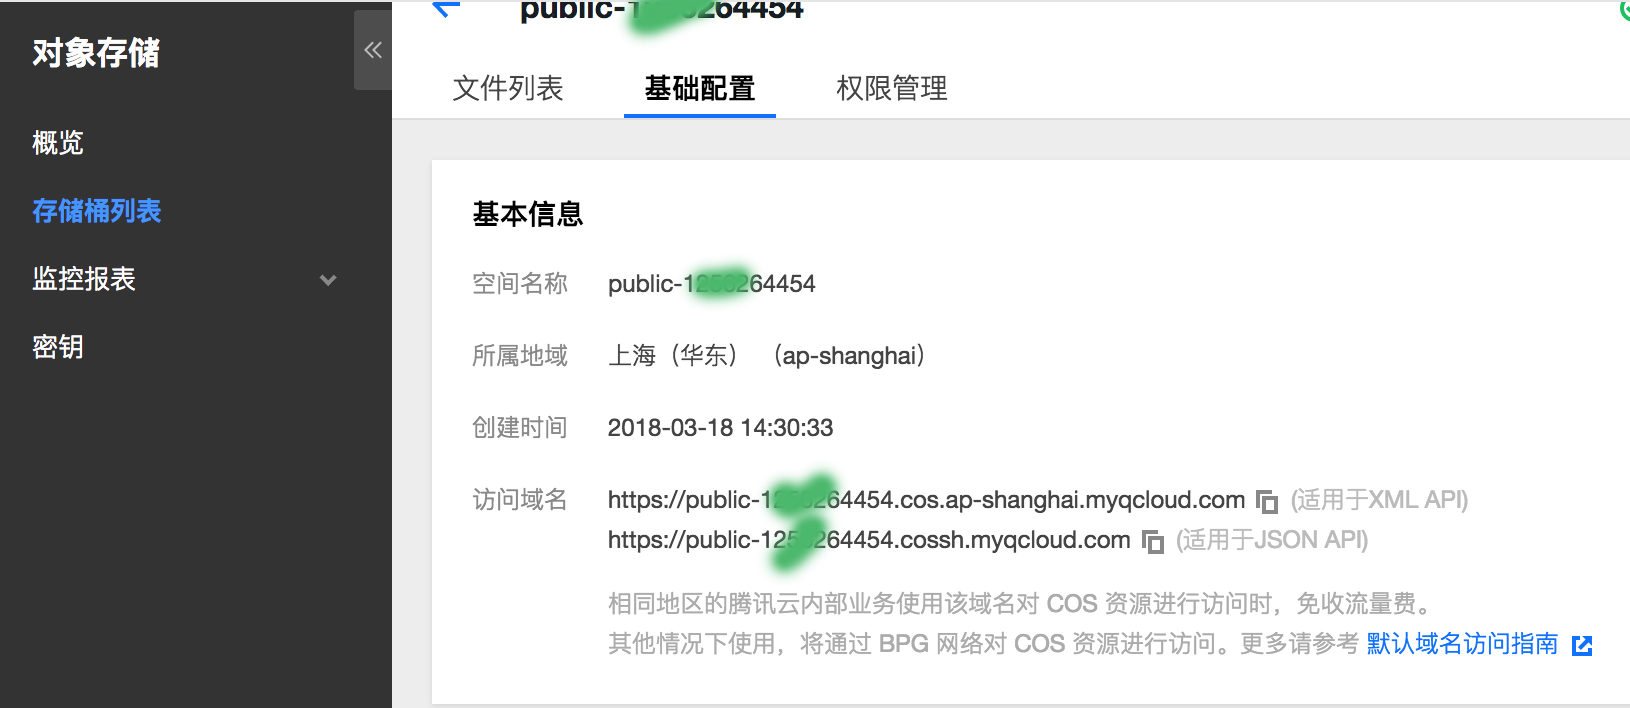 对象存储
概览
存储桶列表
监控报表
密钥
public-1 264454
文件列表 基础配置 权限管理
基本信息
空间名称 public-1 264454
所属地域 上海（华东） （ap-shanghai）
创建时间 2018-03-18 14:30:33
访问域名 https://public-1 264454.cos.ap-shanghai.myqcloud.com (适用于XML API)
https://public-125 264454.cossh.myqcloud.com (适用于JSON API)
相同地区的腾讯云内部业务使用该域名对 COS 资源进行访问时，免收流量费。
其他情况下使用，将通过 BPG 网络对 COS 资源进行访问。更多请参考 默认域名访问指南